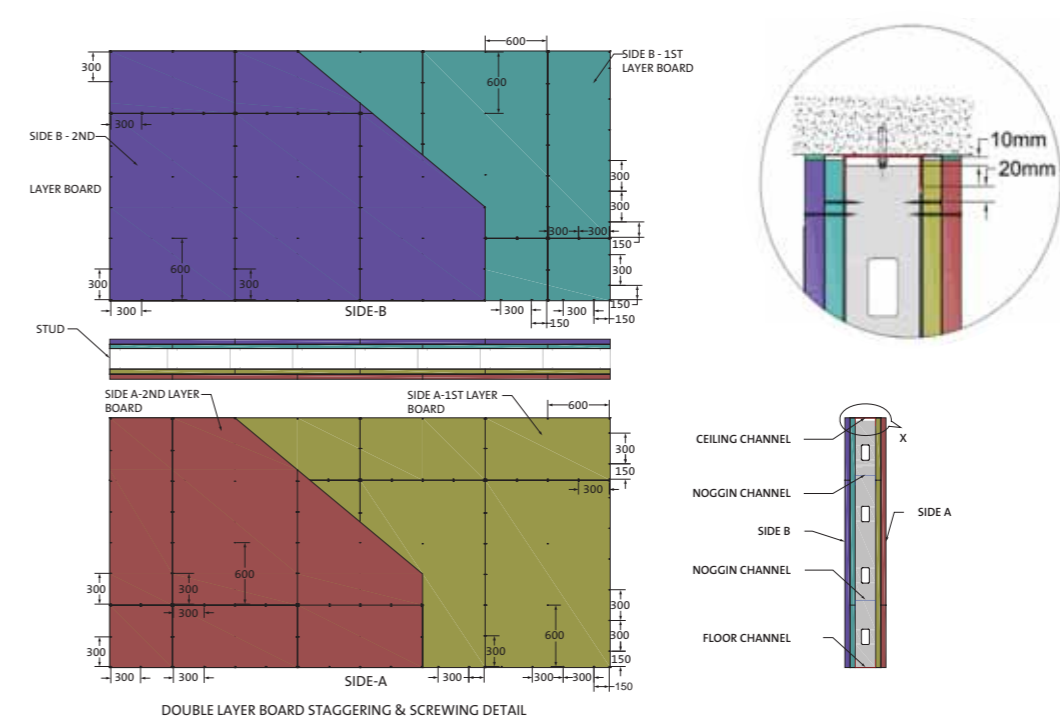 600
SIDE B - 1ST
LAYER BOARD
300
600
300
SIDE B - 2ND
LAYER BOARD
300
300
300
300
150
600
300
300
300
150
300
SIDE-B
300
150
300
150
10mm
20mm
STUD
SIDE A-2ND LAYER
BOARD
SIDE A-1ST LAYER
BOARD
600
300
150
300
600
300
300
300
300
300
150
600
300
300
300
SIDE-A
300
300
300
150
DOUBLE LAYER BOARD STAGGERING & SCREWING DETAIL
CEILING CHANNEL
X
NOGGIN CHANNEL
SIDE A
SIDE B
NOGGIN CHANNEL
FLOOR CHANNEL